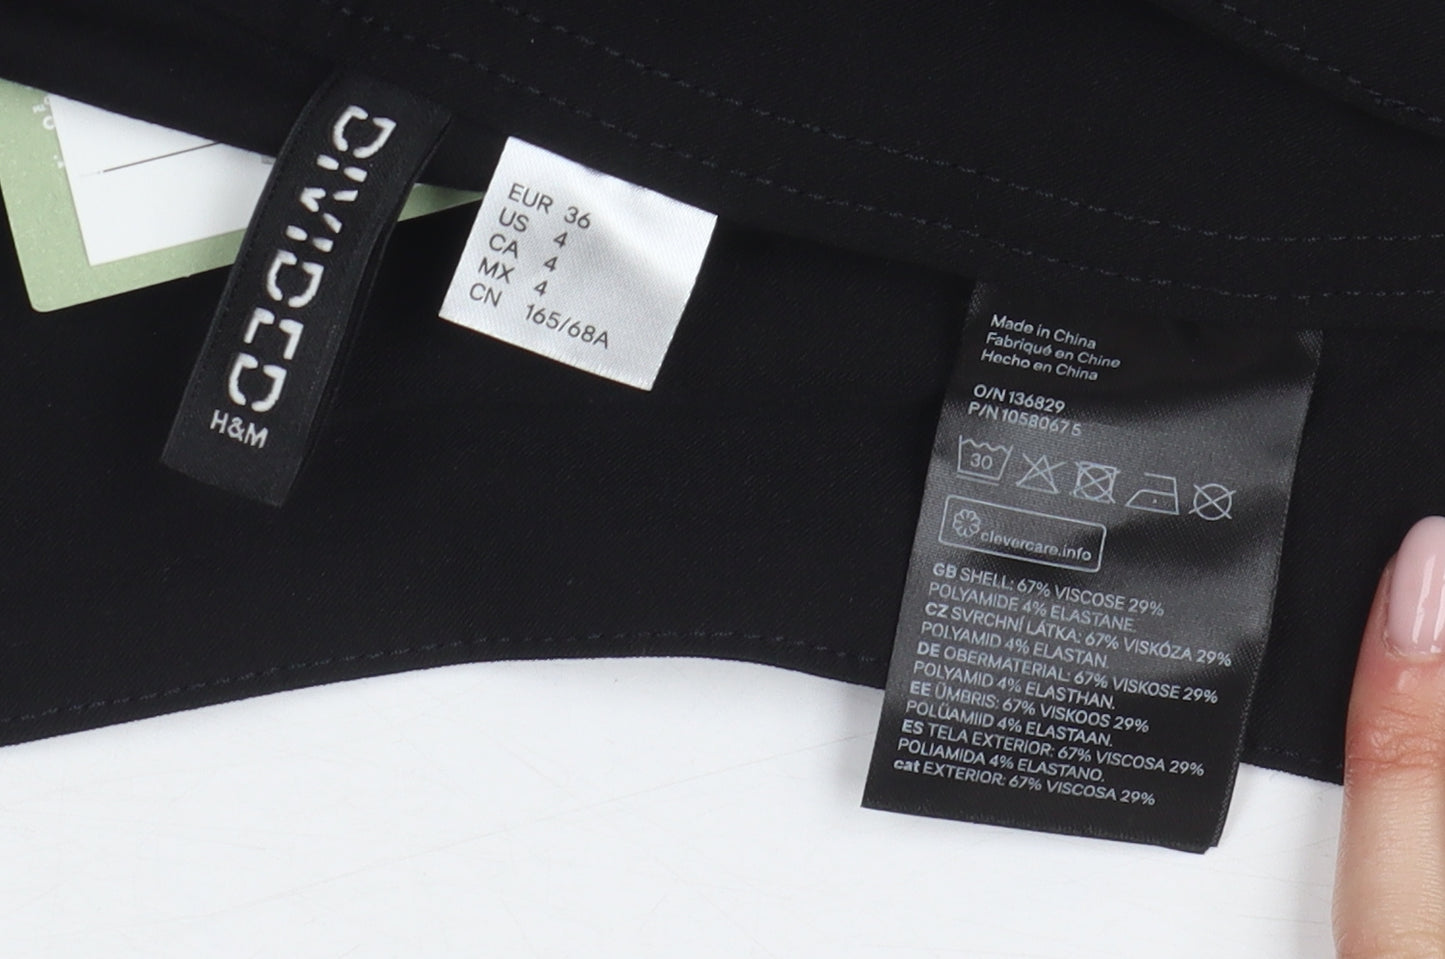 DIVIDED
H&M
EUR 36
US 4
CA 4
MX 4
CN 165/68A
Made in China
Fabriqué en Chine
Hecho en China
O/N 136829
P/N 10580675
30
clevercare.info
GB SHELL: 67% VISCOSE 29%
POLYAMIDE 4% ELASTANE.
CZ SVRCHNÍ LÁTKA: 67% VISKÓZA 29%
POLYAMID 4% ELASTAN.
DE OBERMATERIAL: 67% VISKOSE 29%
POLYAMID 4% ELASTHAN.
EE ÜMBRIS: 67% VISKOOS 29%
POLÜAMIID 4% ELASTAAN.
ES TELA EXTERIOR: 67% VISCOSA 29%
POLIAMIDA 4% ELASTANO.
cat EXTERIOR: 67% VISCOSA 29%